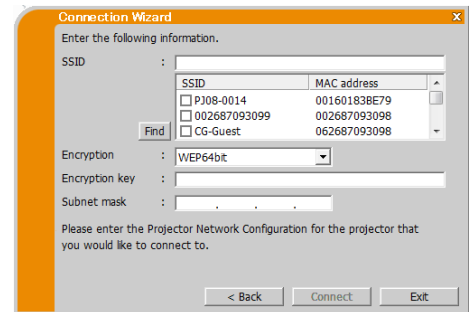 Connection Wizard x
Enter the following information.
SSID :
SSID MAC address
PJ08-0014 00160183BE79
002687093099 002687093098
Find CG-Guest 062687093098
Encryption : WEP64bit
Encryption key :
Subnet mask : . . .
Please enter the Projector Network Configuration for the projector that
you would like to connect to.
< Back Connect Exit